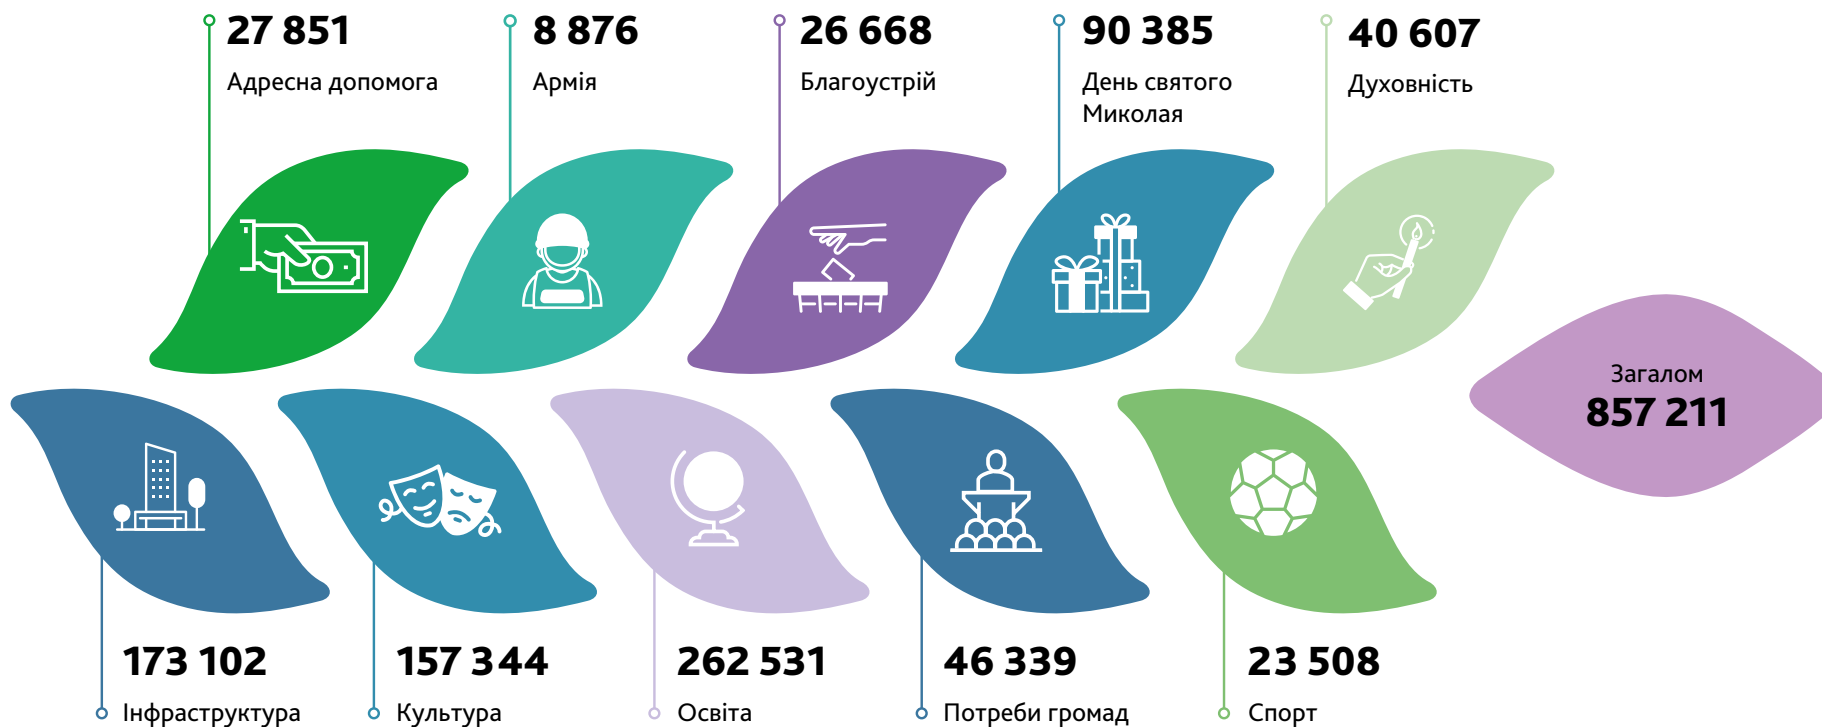 27 851
Адресна допомога
8 876
Армія
26 668
Благоустрій
90 385
День святого
Миколая
40 607
Духовність
Загалом
857 211
173 102
Інфраструктура
157 344
Культура
262 531
Освіта
46 339
Потреби громад
23 508
Спорт